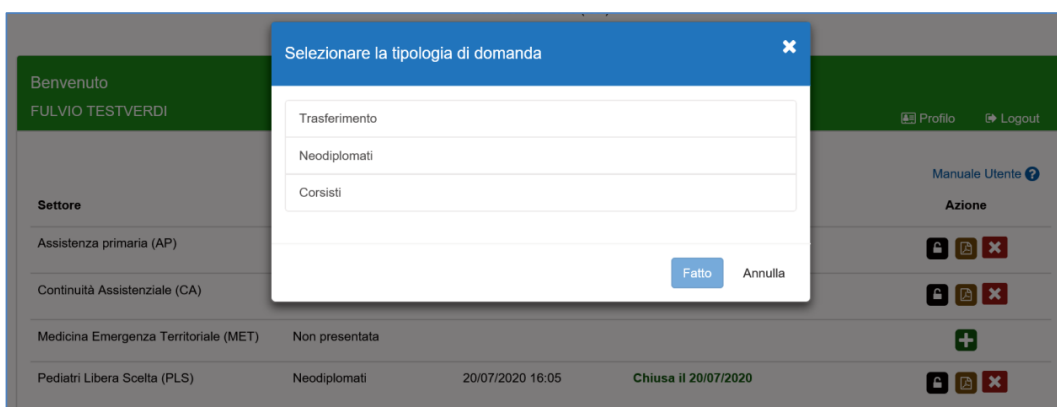 Selezionare la tipologia di domanda
Benvenuto
FULVIO TESTVERDI
Profilo Logout
Trasferimento
Neodiplomati
Corsisti
Manuale Utente
Settore Azione
Assistenza primaria (AP)
Fatto Annulla
Continuità Assistenziale (CA)
Medicina Emergenza Territoriale (MET) Non presentata
Pediatri Libera Scelta (PLS) Neodiplomati 20/07/2020 16:05 Chiusa il 20/07/2020